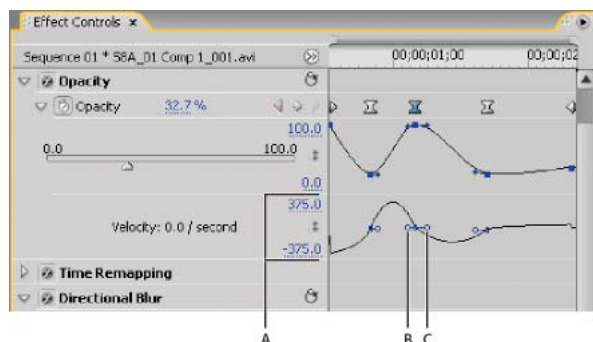 Effect Controls x
Sequence 01 * 58A_01 Comp 1_001.avi
00;00;01;00 00;00;02
Opacity
Opacity 32.7 %
100.0
0.0 100.0
0.0
375.0
Velocity: 0.0 / second
-375.0
Time Remapping
Directional Blur
A B C